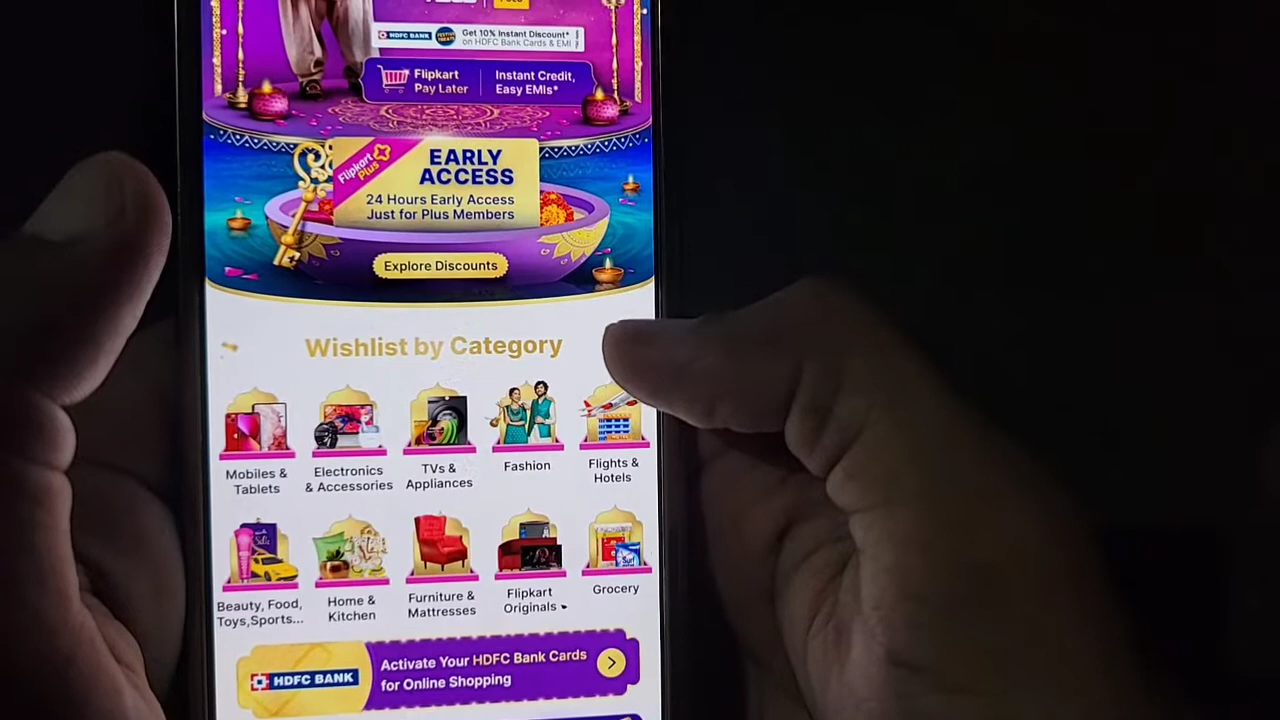 HDFC BANK
Get 10% Instant Discount*
on HDFC Bank Cards & EMI
Flipkart
Pay Later
Instant Credit,
Easy EMIs*
Flipkart
Plus
EARLY
ACCESS
24 Hours Early Access
Just for Plus Members
Explore Discounts
Wishlist by Category
Mobiles &
Tablets
Electronics
& Accessories
TVs &
Appliances
Fashion
Flights &
Hotels
Beauty, Food,
Toys,Sports...
Home &
Kitchen
Furniture &
Mattresses
Flipkart
Originals
Grocery
HDFC BANK
Activate Your HDFC Bank Cards
for Online Shopping